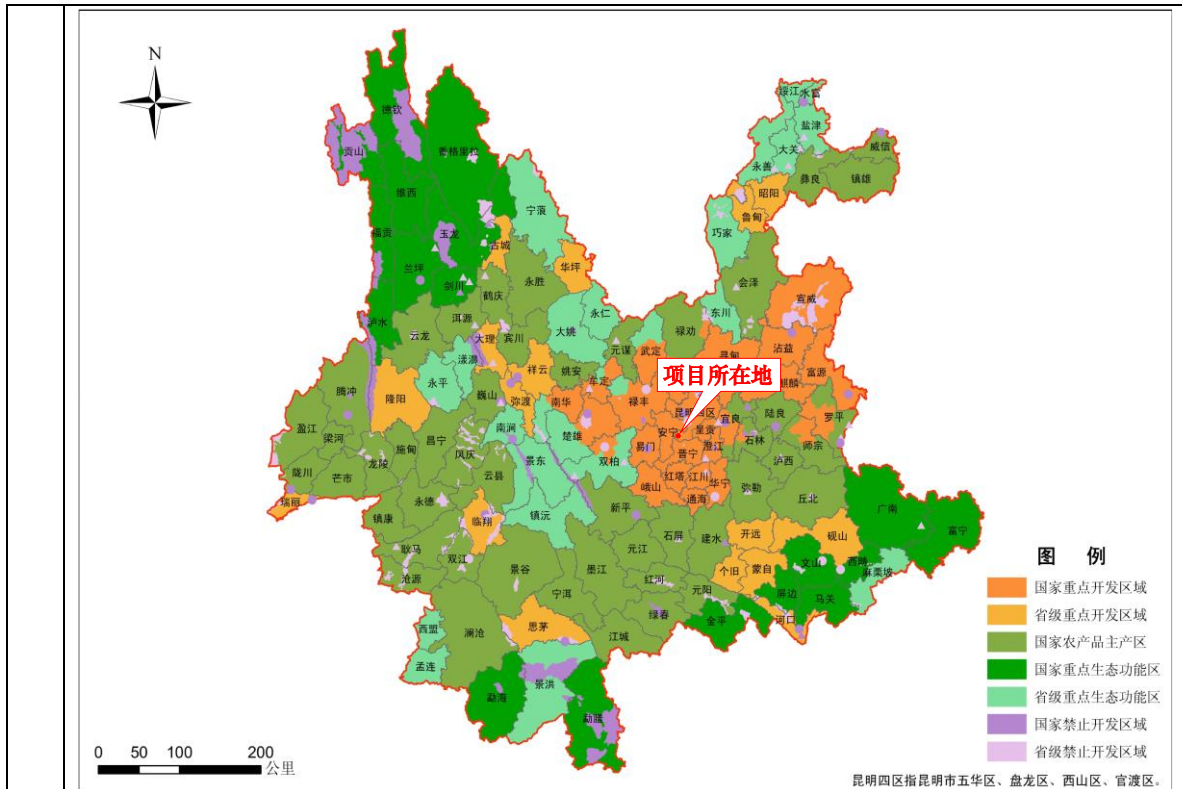 N
德钦
贡山
香格里拉
维西
福贡
玉龙
兰坪
剑川
宁蒗
古城
华坪
永胜
鹤庆
泸水
云龙
洱源
大理
宾川
漾濞
永平
祥云
弥渡
巍山
大姚
永仁
元谋
姚安
牟定
南华
武定
禄劝
禄丰
东川
寻甸
会泽
巧家
鲁甸
昭阳
永善
大关
盐津
绥江
水富
彝良
镇雄
威信
宣威
沾益
富源
麒麟
罗平
陆良
师宗
石林
泸西
宜良
项目所在地
昆明四区
安宁
呈贡
晋宁
澄江
易门
红塔
江川
华宁
通海
峨山
弥勒
丘北
双柏
楚雄
南涧
景东
镇沅
新平
腾冲
隆阳
盈江
梁河
龙陵
施甸
昌宁
凤庆
云县
陇川
芒市
瑞丽
永德
镇康
临翔
耿马
双江
沧源
景谷
墨江
元江
石屏
建水
开远
个旧
蒙自
砚山
广南
富宁
文山
西畴
麻栗坡
马关
屏边
河口
红河
元阳
绿春
金平
宁洱
江城
思茅
澜沧
西盟
孟连
勐海
景洪
勐腊
图 例
国家重点开发区域
省级重点开发区域
国家农产品主产区
国家重点生态功能区
省级重点生态功能区
国家禁止开发区域
省级禁止开发区域
0 50 100 200
公里
昆明四区指昆明市五华区、盘龙区、西山区、官渡区。